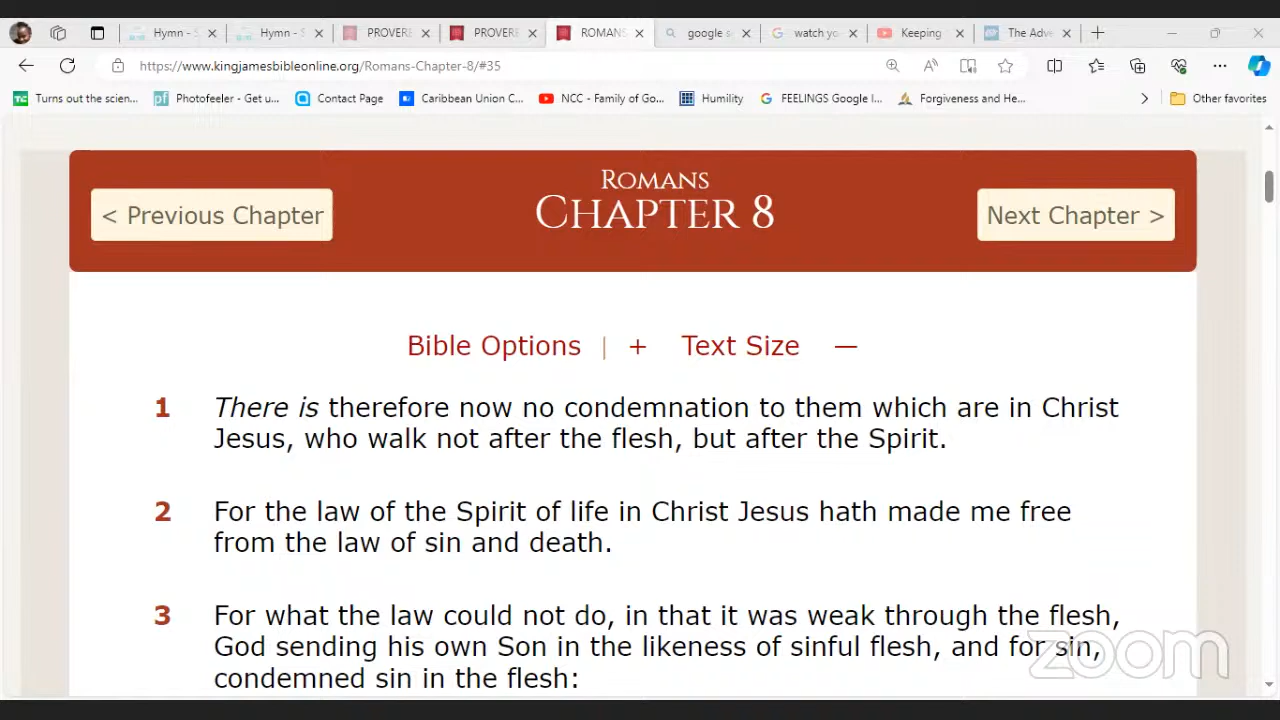 Hymn - S
Hymn - S
PROVERB
PROVERB
ROMANS
google s
watch yo
Keeping
The Adve
https://www.kingjamesbibleonline.org/Romans-Chapter-8/#35
Turns out the scien...
Photofeeler - Get u...
Contact Page
Caribbean Union C...
NCC - Family of Go...
Humility
FEELINGS Google I...
Forgiveness and He...
Other favorites
< Previous Chapter
Romans
Chapter 8
Next Chapter >
Bible Options | + Text Size —
1 There is therefore now no condemnation to them which are in Christ
Jesus, who walk not after the flesh, but after the Spirit.
2 For the law of the Spirit of life in Christ Jesus hath made me free
from the law of sin and death.
3 For what the law could not do, in that it was weak through the flesh,
God sending his own Son in the likeness of sinful flesh, and for sin,
condemned sin in the flesh:
zoom